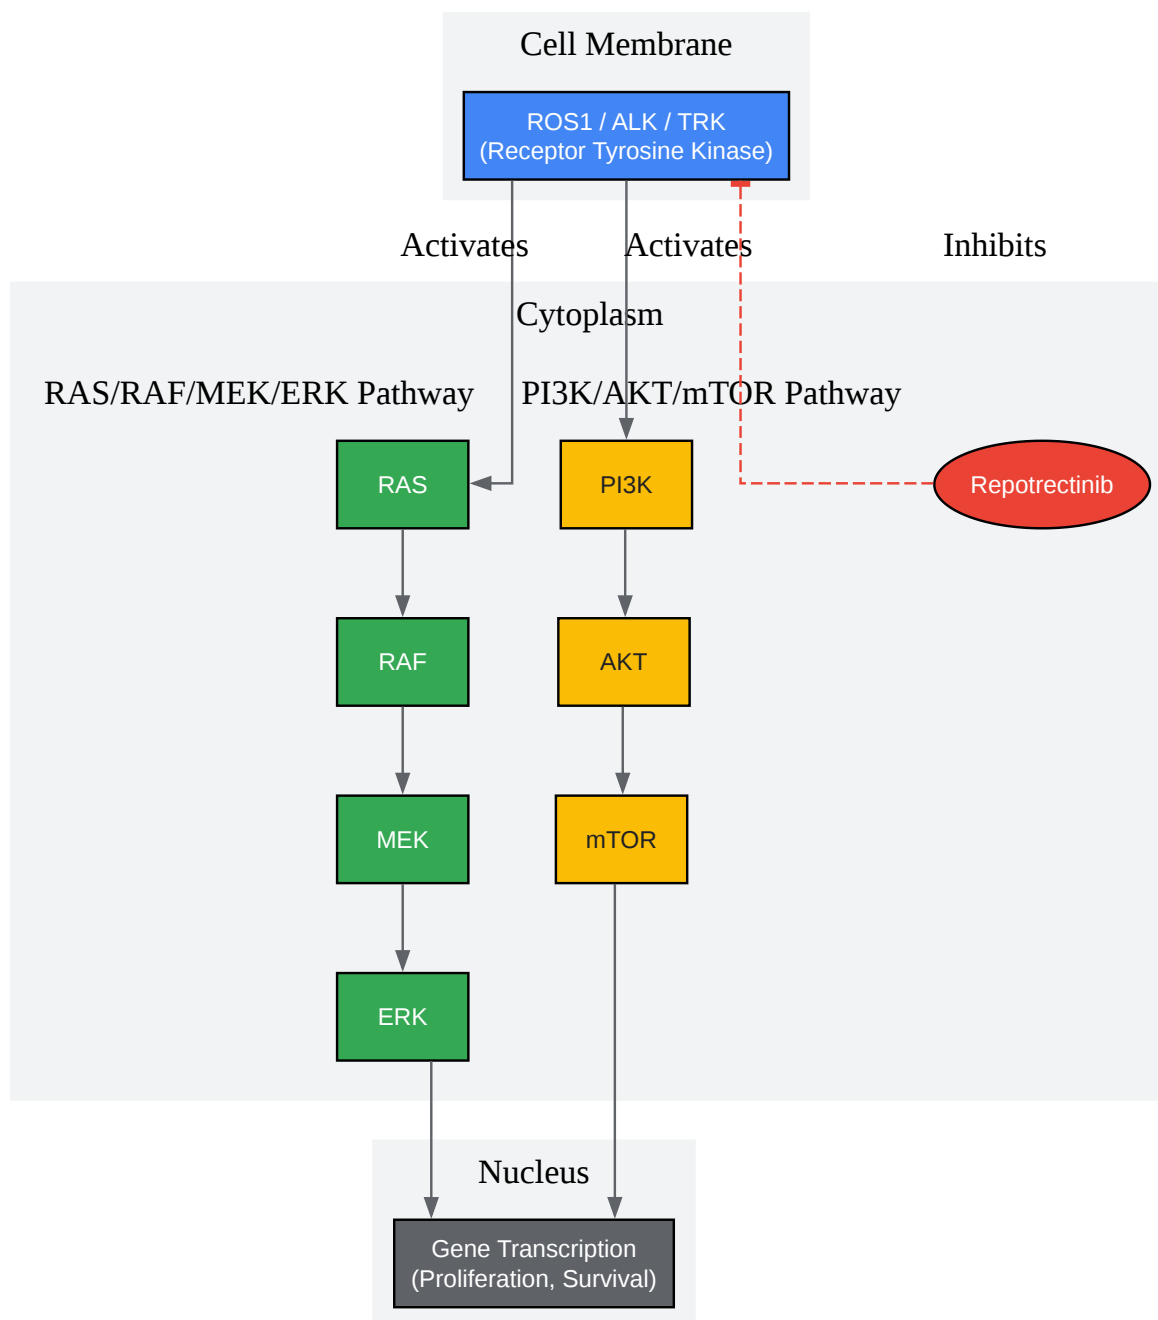 Cell Membrane
ROS1 / ALK / TRK
(Receptor Tyrosine Kinase)
Activates
Activates
Inhibits
Cytoplasm
RAS/RAF/MEK/ERK Pathway
PI3K/AKT/mTOR Pathway
RAS
PI3K
Repotrectinib
RAF
AKT
MEK
mTOR
ERK
Nucleus
Gene Transcription
(Proliferation, Survival)